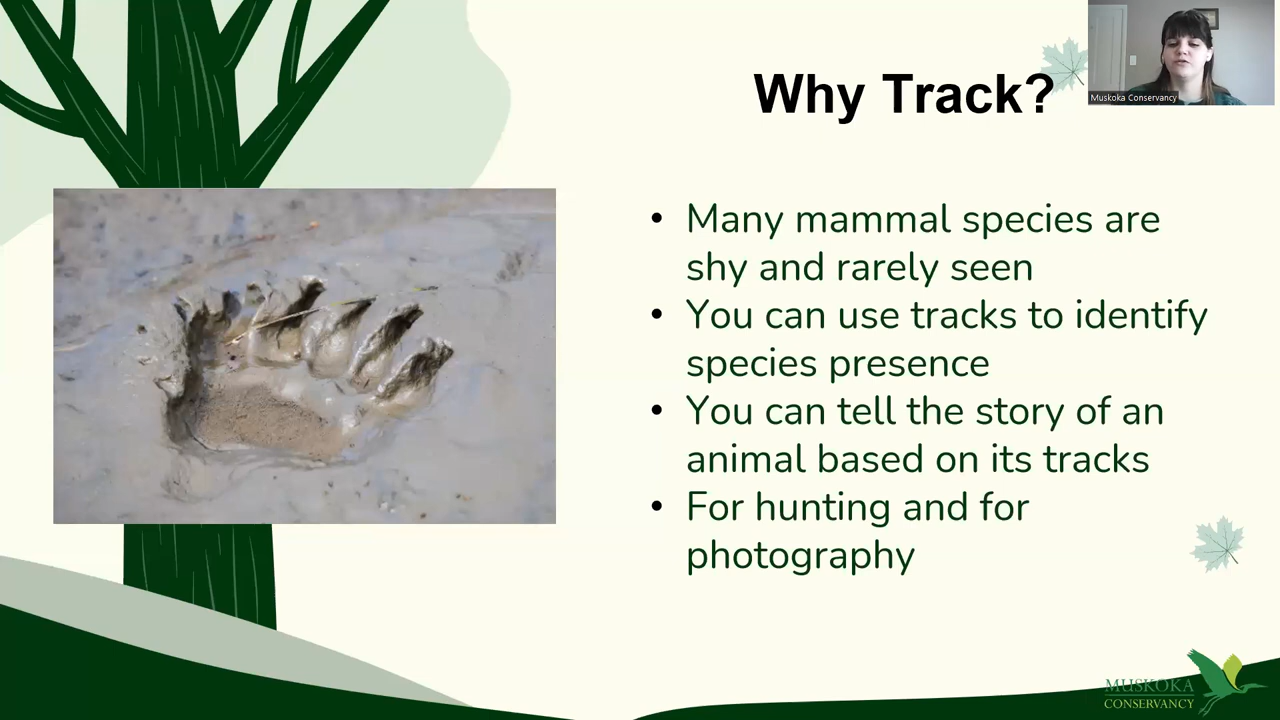 Why Track?
Muskoka Conservancy
• Many mammal species are
shy and rarely seen
• You can use tracks to identify
species presence
• You can tell the story of an
animal based on its tracks
• For hunting and for
photography
MUSKOKA
CONSERVANCY